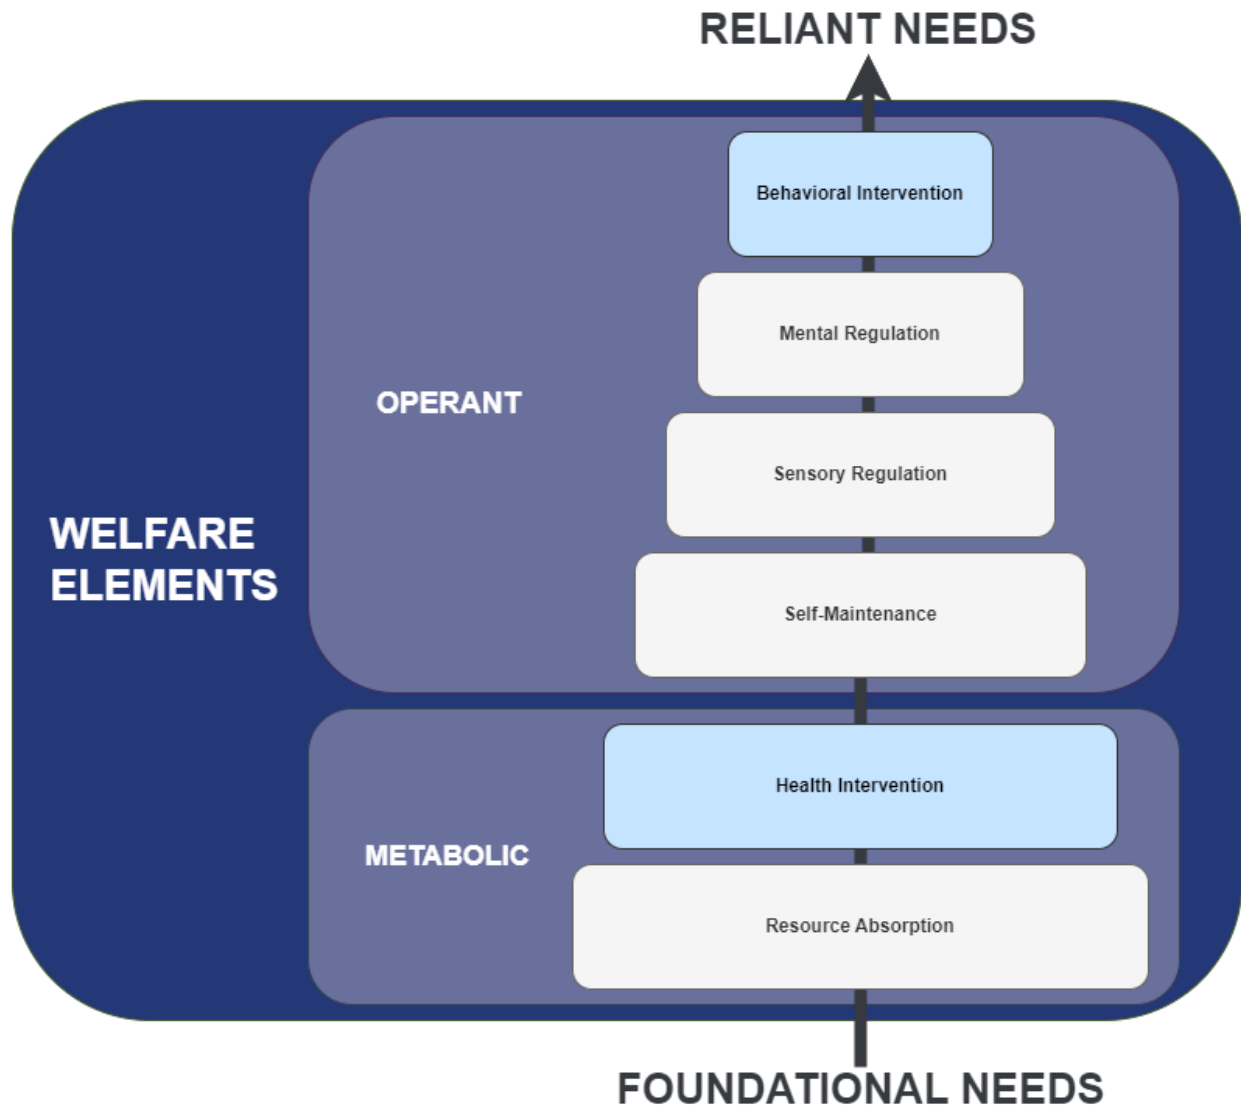 RELIANT NEEDS
Behavioral Intervention
Mental Regulation
OPERANT
Sensory Regulation
WELFARE
ELEMENTS
Self-Maintenance
Health Intervention
METABOLIC
Resource Absorption
FOUNDATIONAL NEEDS